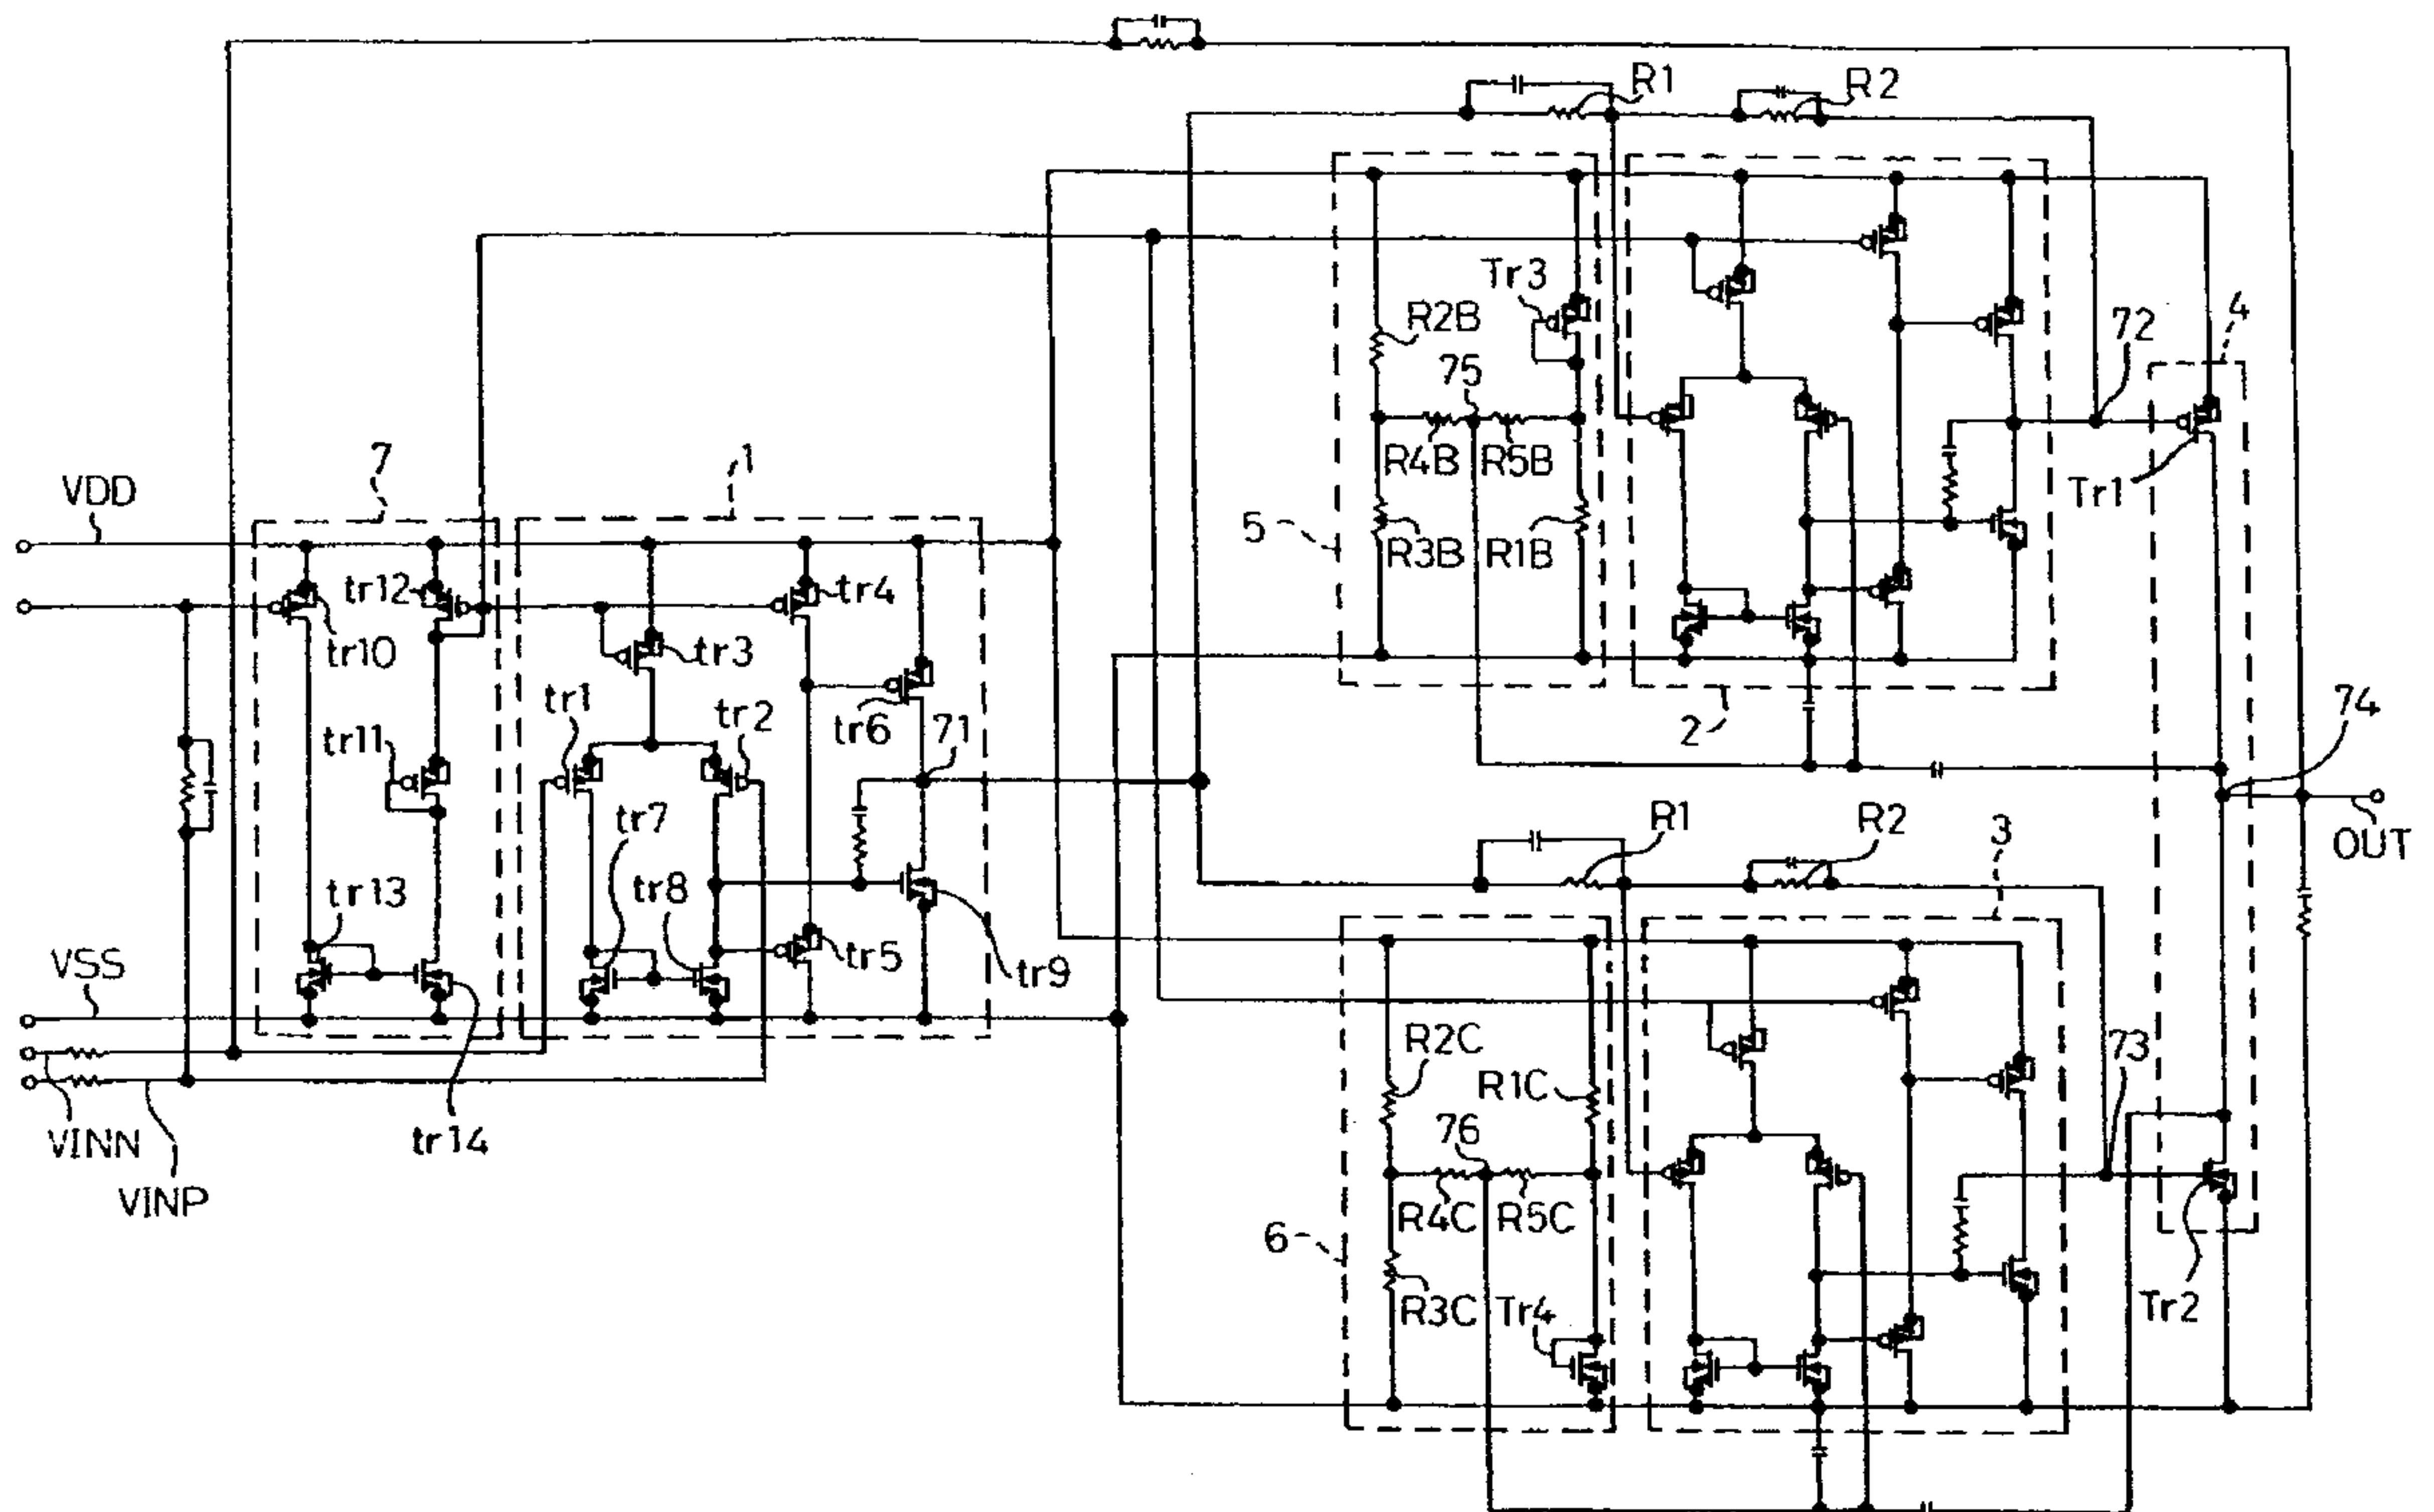 R1
R2
Tr3
R2B
75
72
4
R4B
R5B
Tr1
7
1
VDD
5
R3B
R1B
tr12
tr4
tr10
tr3
tr1
tr2
tr6
71
2
74
tr11
tr7
R1
R2
3
OUT
tr8
tr13
VSS
tr5
tr9
R2C
R1C
73
76
VINN
tr14
VINP
R4C
R5C
6
R3C
Tr4
Tr2